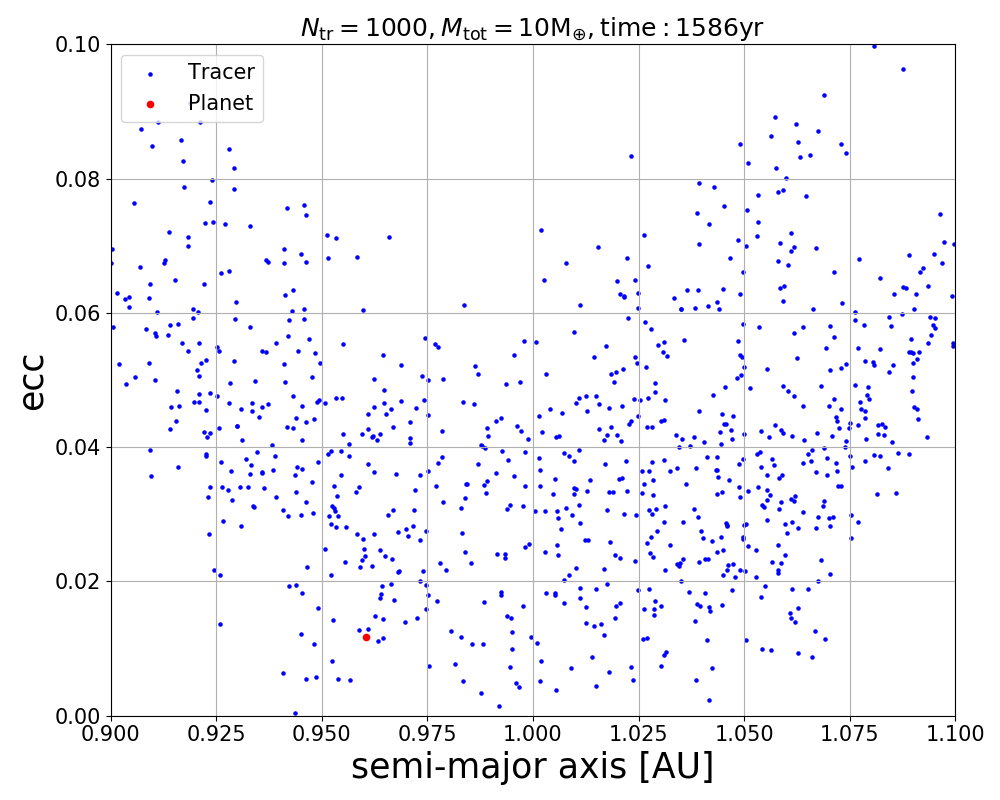 N_tr = 1000, M_tot = 10M_⊕, time : 1586yr
Tracer
Planet
ecc
0.10
0.08
0.06
0.04
0.02
0.00
0.900 0.925 0.950 0.975 1.000 1.025 1.050 1.075 1.100
semi-major axis [AU]